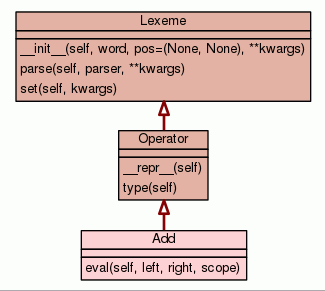 Lexeme
__init__(self, word, pos=(None, None), **kwargs)
parse(self, parser, **kwargs)
set(self, kwargs)
Operator
__repr__(self)
type(self)
Add
eval(self, left, right, scope)